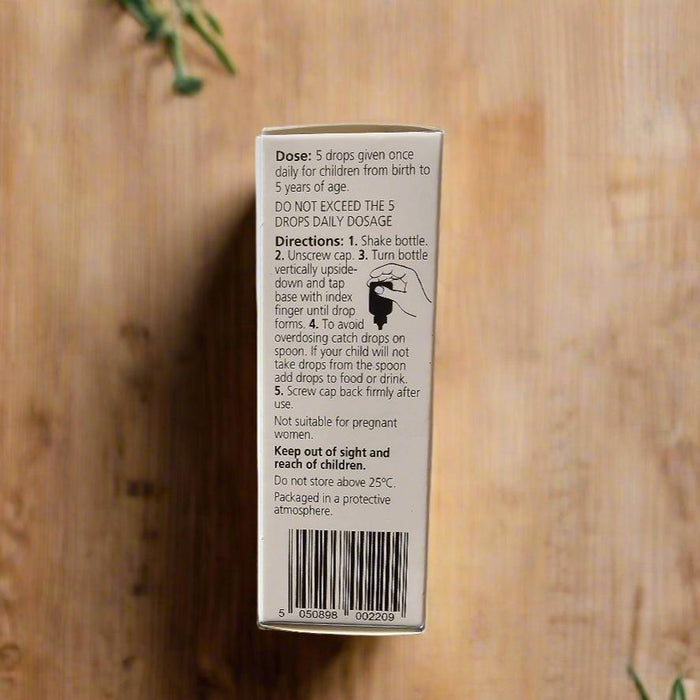 Dose: 5 drops given once
daily for children from birth to
5 years of age.
DO NOT EXCEED THE 5
DROPS DAILY DOSAGE
Directions: 1. Shake bottle.
2. Unscrew cap. 3. Turn bottle
vertically upside-
down and tap
base with index
finger until drop
forms. 4. To avoid
overdosing catch drops on
spoon. If your child will not
take drops from the spoon
add drops to food or drink.
5. Screw cap back firmly after
use.
Not suitable for pregnant
women.
Keep out of sight and
reach of children.
Do not store above 25ºC.
Packaged in a protective
atmosphere.
5 050898 002209